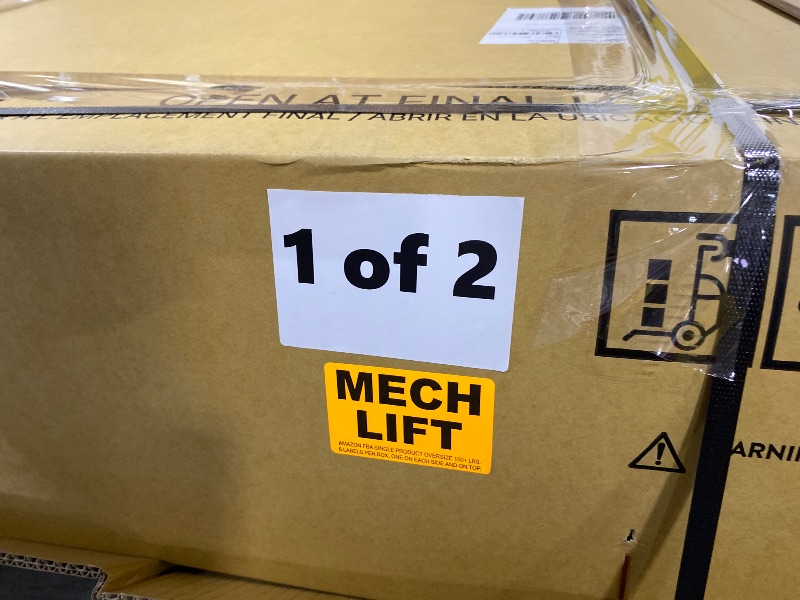 OPEN AT FINAL
EMPLACEMENT FINAL / ABRIR EN LA UBICACIÓN
1 of 2
MECH
LIFT
AMAZON FBA SINGLE PRODUCT OVERSIZE 100+ LBS.
5 LABELS PER BOX, ONE ON EACH SIDE AND ON TOP.